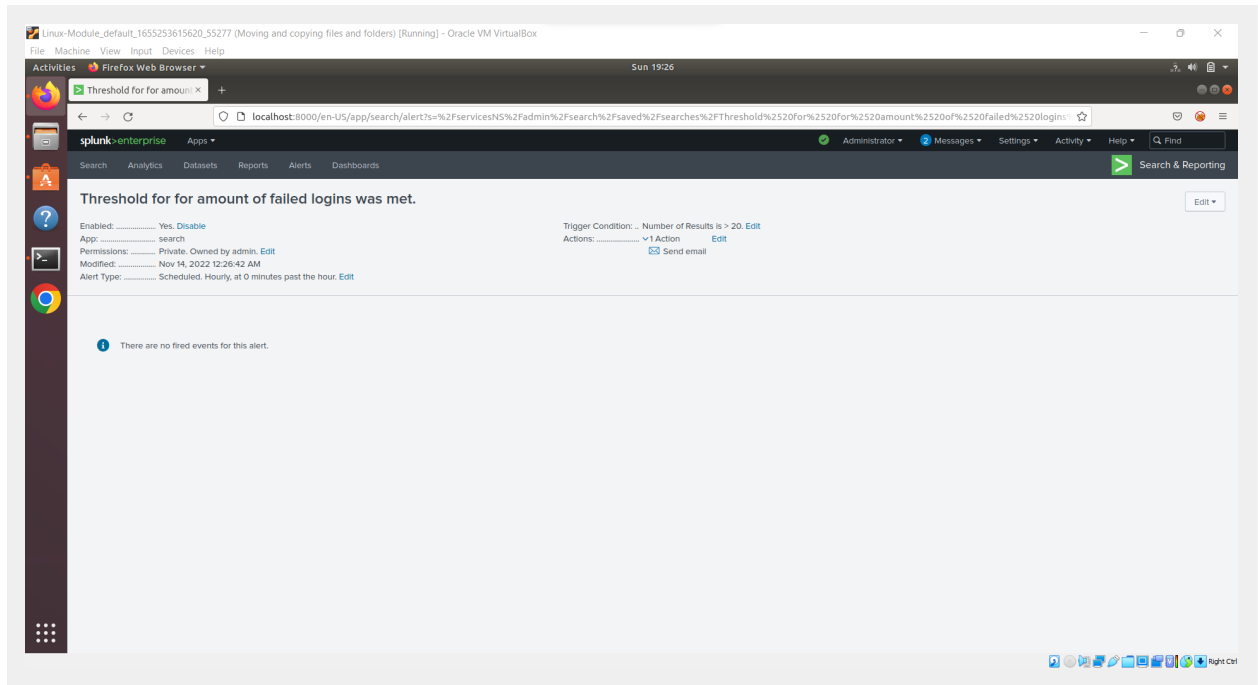 Linux-Module_default_1655253615620_55277 (Moving and copying files and folders) [Running] - Oracle VM VirtualBox
File Machine View Input Devices Help
Activities Firefox Web Browser Sun 19:26
Threshold for for amount
localhost:8000/en-US/app/search/alert?s=%2FservicesNS%2Fadmin%2Fsearch%2Fsaved%2Fsearches%2FThreshold%2520for%2520for%2520amount%2520of%2520failed%2520logins
splunk>enterprise Apps Administrator 2 Messages Settings Activity Help Find
Search Analytics Datasets Reports Alerts Dashboards > Search & Reporting
Threshold for for amount of failed logins was met. Edit
Enabled: .................. Yes. Disable Trigger Condition: .. Number of Results is > 20. Edit
App: .......................... search Actions: .................... 1 Action Edit
Permissions: ........... Private. Owned by admin. Edit Send email
Modified: .................. Nov 14, 2022 12:26:42 AM
Alert Type: ............... Scheduled. Hourly, at 0 minutes past the hour. Edit
There are no fired events for this alert.
Right Ctrl